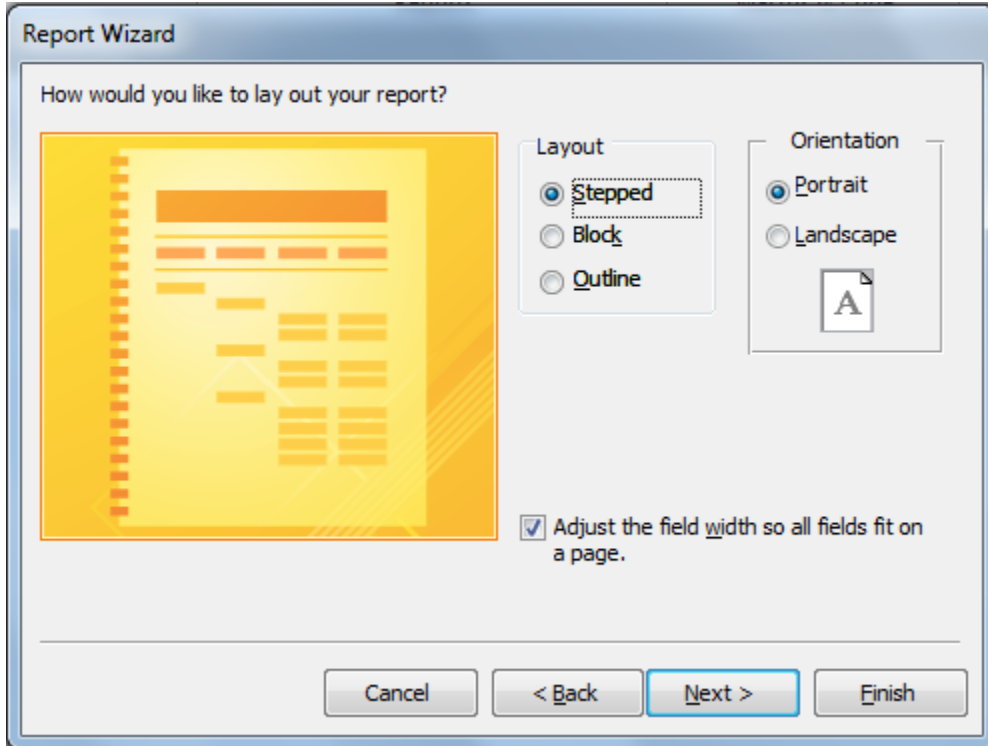 Report Wizard
How would you like to lay out your report?
Layout
Stepped
Block
Outline
Orientation
Portrait
Landscape
A
Adjust the field width so all fields fit on
a page.
Cancel
< Back
Next >
Finish